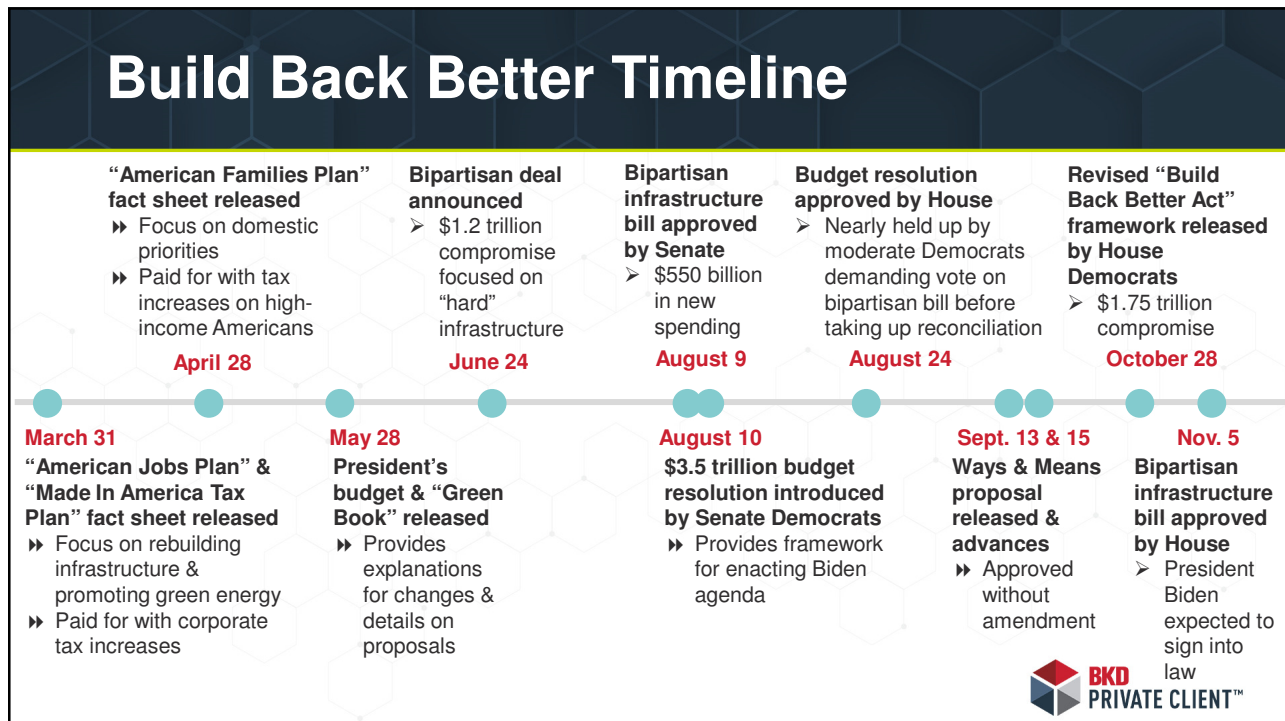 Build Back Better Timeline
“American Families Plan”
fact sheet released
Focus on domestic
priorities
Paid for with tax
increases on high-
income Americans
April 28
Bipartisan deal
announced
➢ $1.2 trillion
compromise
focused on
“hard”
infrastructure
June 24
Bipartisan
infrastructure
bill approved
by Senate
➢ $550 billion
in new
spending
August 9
Budget resolution
approved by House
➢ Nearly held up by
moderate Democrats
demanding vote on
bipartisan bill before
taking up reconciliation
August 24
Revised “Build
Back Better Act”
framework released
by House
Democrats
➢ $1.75 trillion
compromise
October 28
March 31
“American Jobs Plan” &
“Made In America Tax
Plan” fact sheet released
Focus on rebuilding
infrastructure &
promoting green energy
Paid for with corporate
tax increases
May 28
President’s
budget & “Green
Book” released
Provides
explanations
for changes &
details on
proposals
August 10
$3.5 trillion budget
resolution introduced
by Senate Democrats
Provides framework
for enacting Biden
agenda
Sept. 13 & 15
Ways & Means
proposal
released &
advances
Approved
without
amendment
Nov. 5
Bipartisan
infrastructure
bill approved
by House
➢ President
Biden
expected to
sign into
law
BKD
PRIVATE CLIENT™